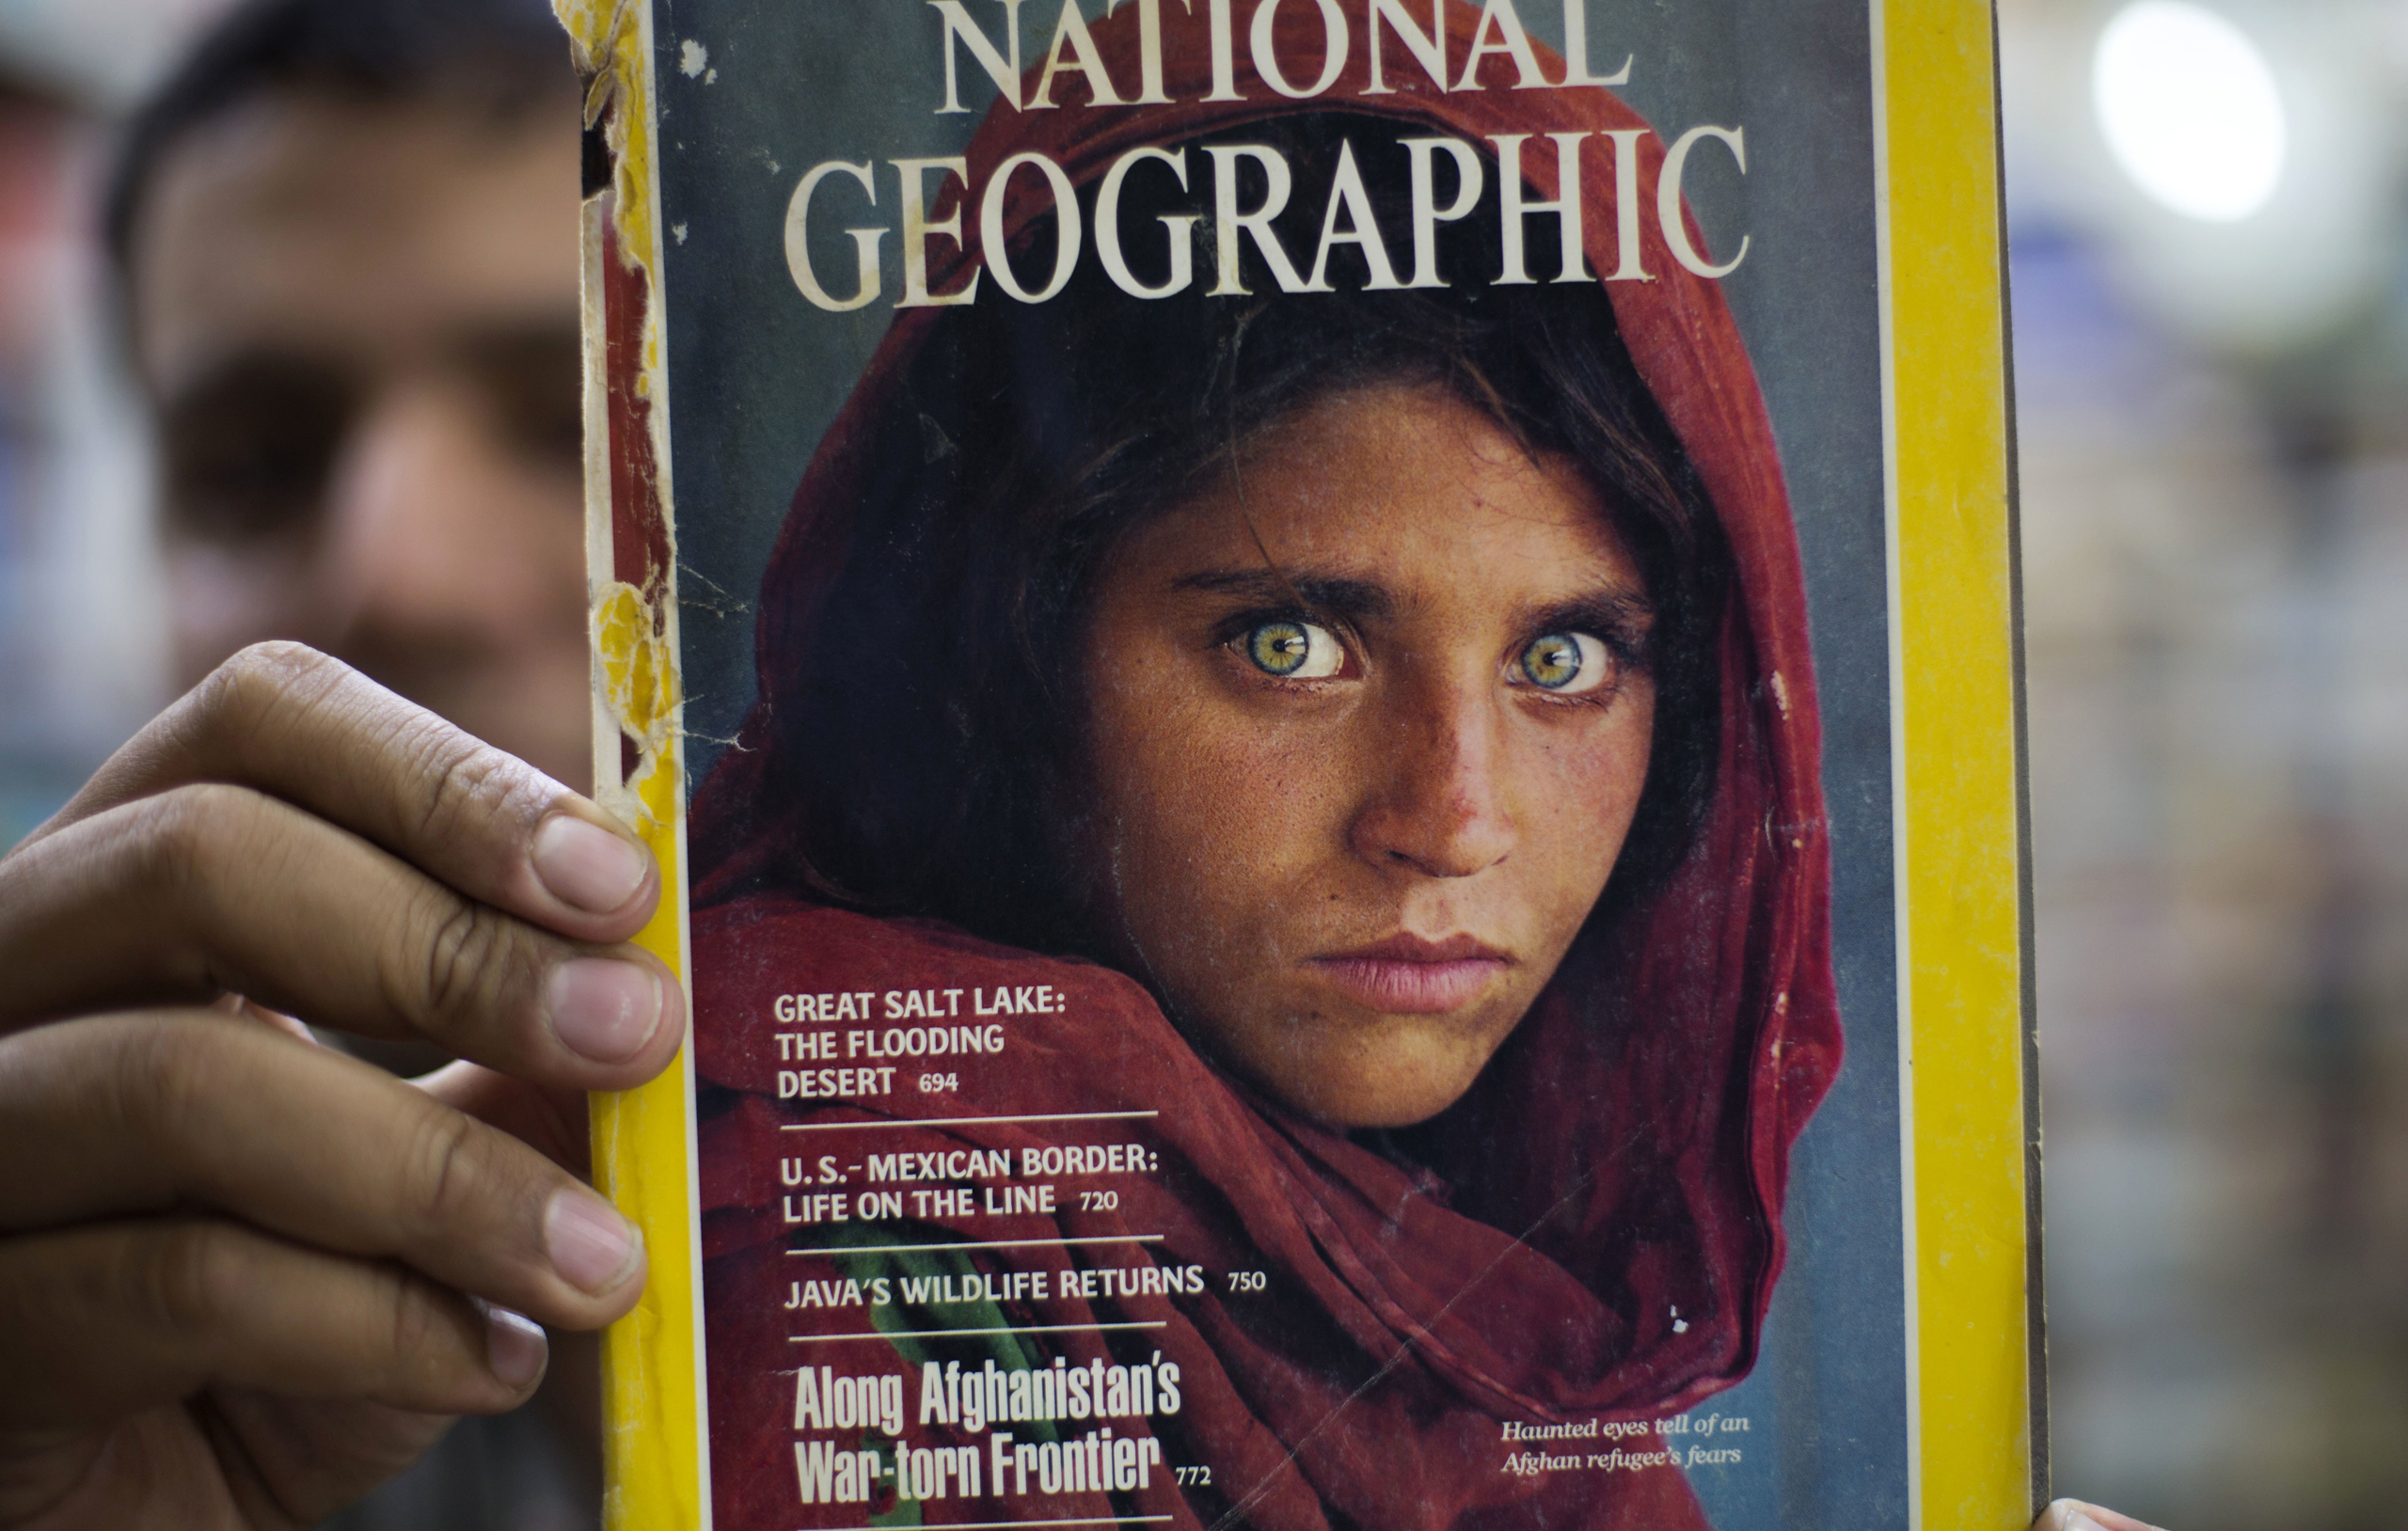 NATIONAL
GEOGRAPHIC
GREAT SALT LAKE:
THE FLOODING
DESERT 694
U.S.-MEXICAN BORDER:
LIFE ON THE LINE 720
JAVA'S WILDLIFE RETURNS 750
Along Afghanistan's
War-torn Frontier 772
Haunted eyes tell of an
Afghan refugee's fears